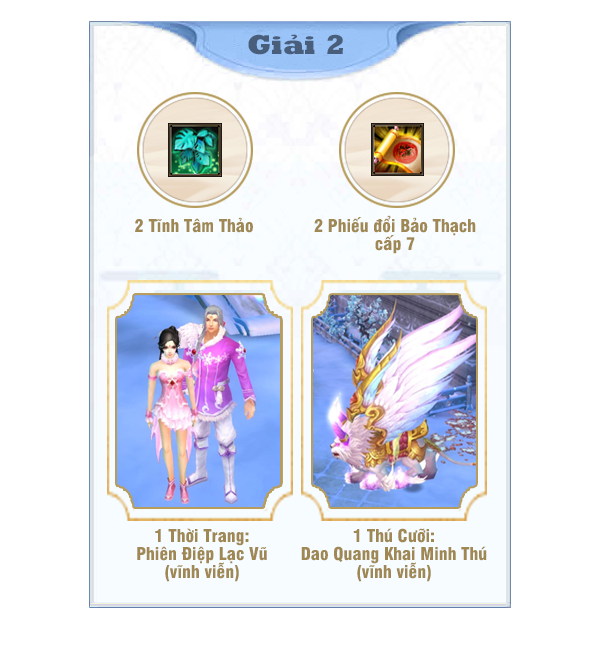 Giải 2
2 Tĩnh Tâm Thảo
2 Phiếu đổi Bảo Thạch
cấp 7
1 Thời Trang:
Phiên Điệp Lạc Vũ
(vĩnh viễn)
1 Thú Cưỡi:
Dao Quang Khai Minh Thú
(vĩnh viễn)